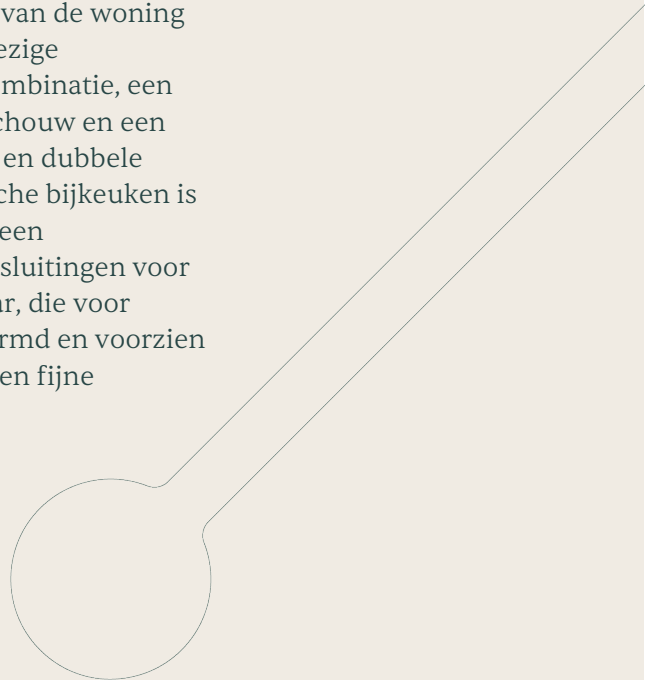 van de woning
ezige
mbinatie, een
chouw en een
en dubbele
che bijkeuken is
een
sluitingen voor
ar, die voor
rmd en voorzien
en fijne